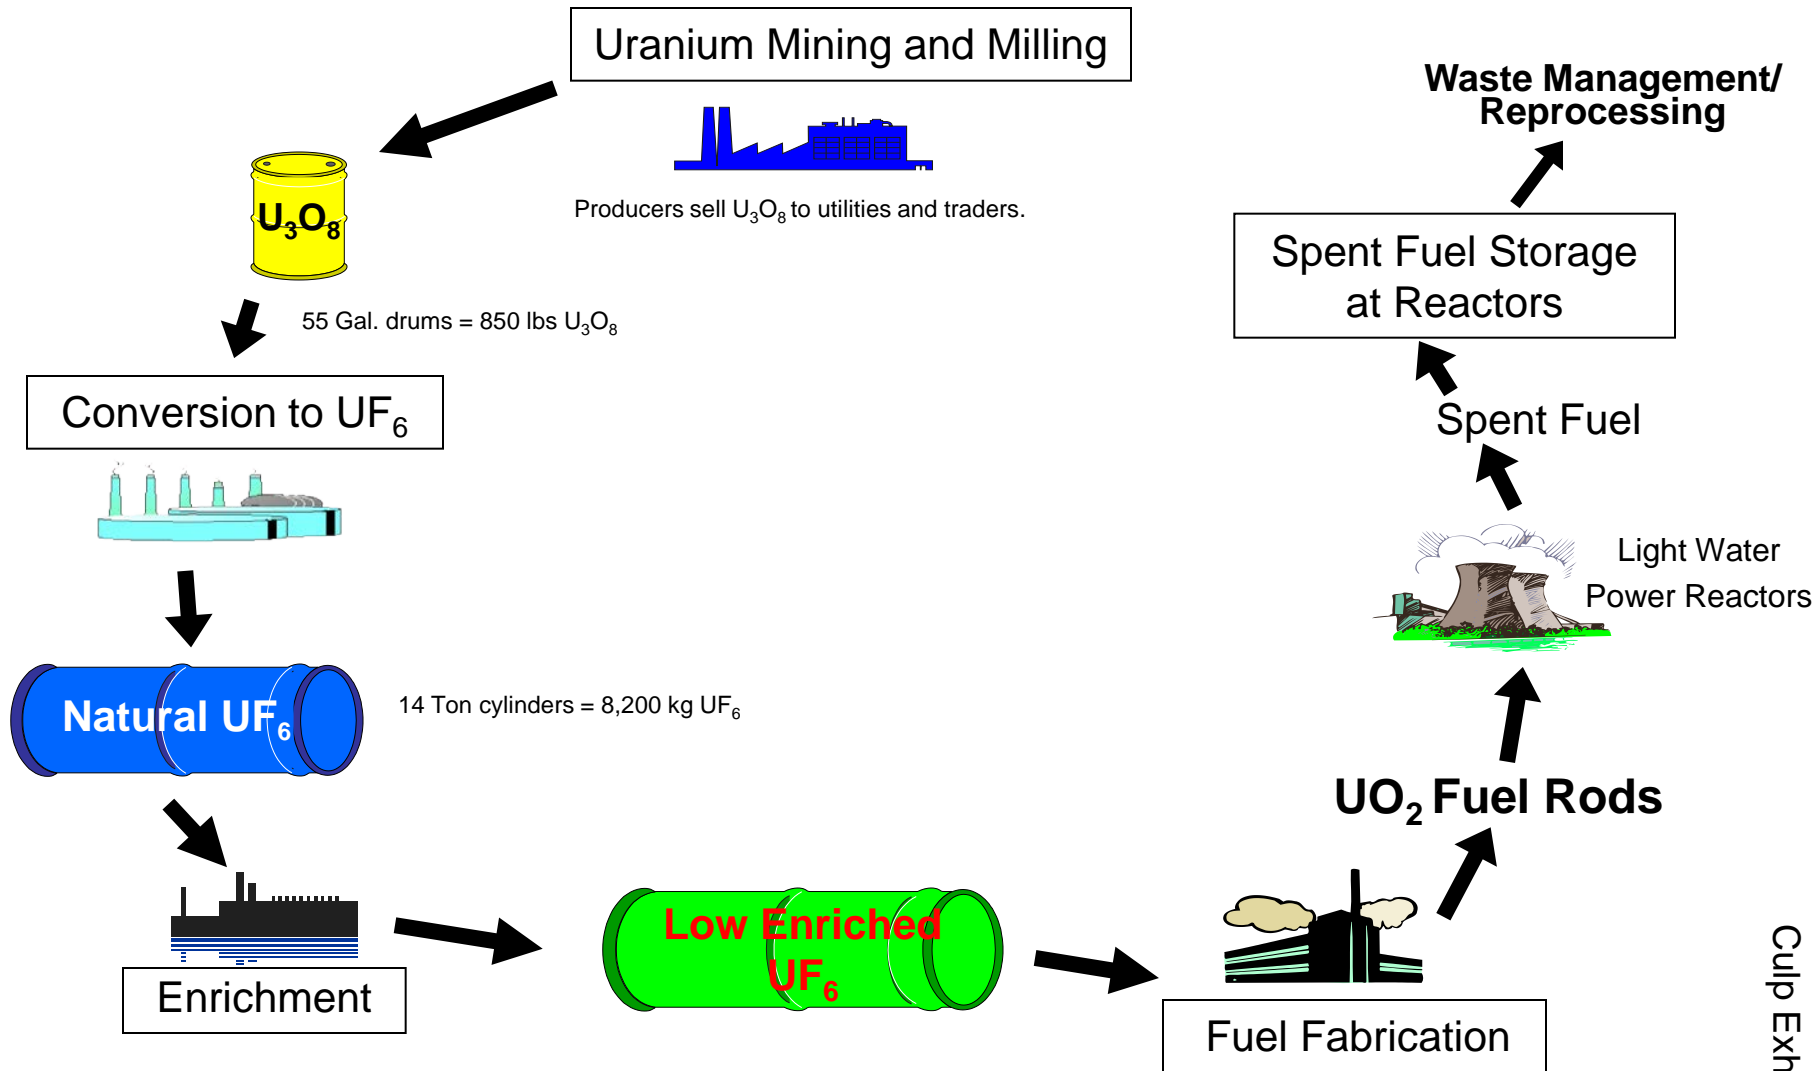 Uranium Mining and Milling
Waste Management/
Reprocessing
U₃O₈
Producers sell U₃O₈ to utilities and traders.
Spent Fuel Storage
at Reactors
55 Gal. drums = 850 lbs U₃O₈
Conversion to UF₆
Spent Fuel
Light Water
Power Reactors
Natural UF₆
14 Ton cylinders = 8,200 kg UF₆
UO₂ Fuel Rods
Low Enriched
UF₆
Enrichment
Fuel Fabrication
Culp Exh